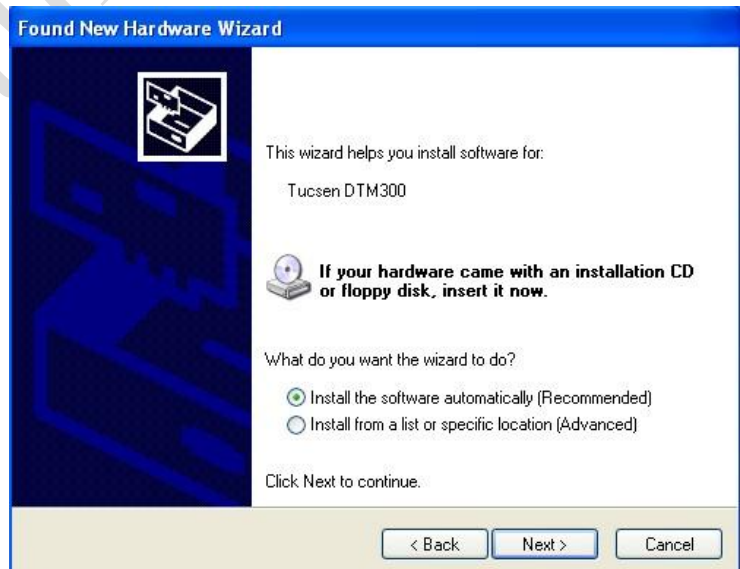 Found New Hardware Wizard
This wizard helps you install software for:
Tucsen DTM300
If your hardware came with an installation CD
or floppy disk, insert it now.
What do you want the wizard to do?
Install the software automatically (Recommended)
Install from a list or specific location (Advanced)
Click Next to continue.
< Back Next > Cancel